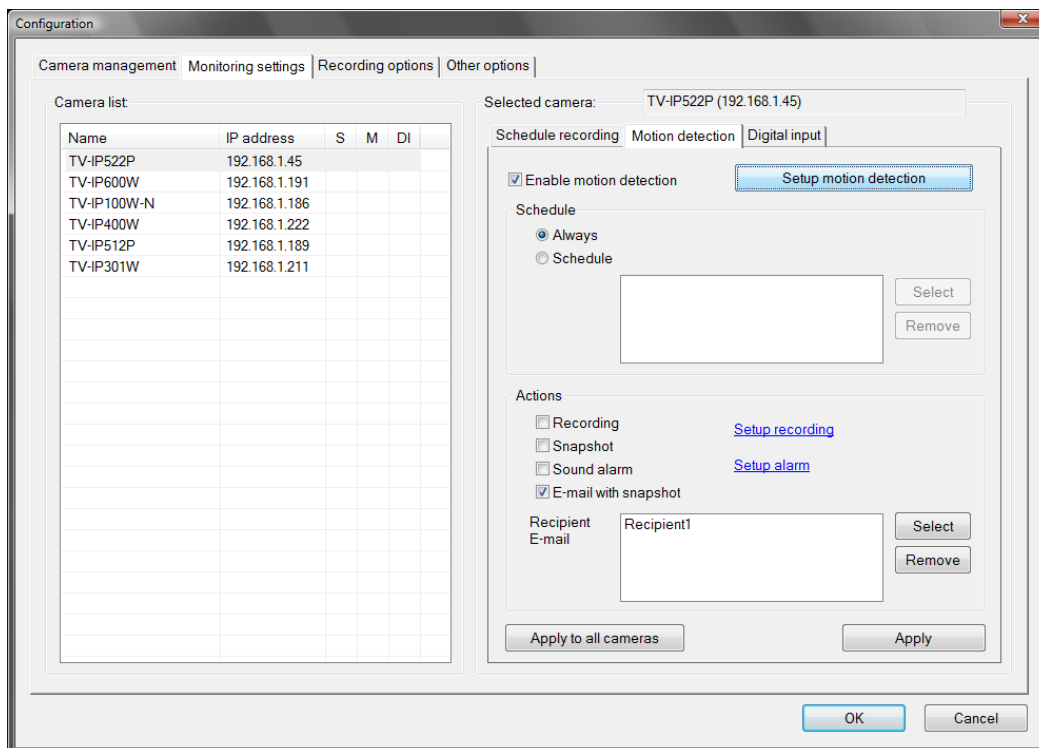 Configuration
Camera management Monitoring settings Recording options Other options
Camera list:
Name IP address S M DI
TV-IP522P 192.168.1.45
TV-IP600W 192.168.1.191
TV-IP100W-N 192.168.1.186
TV-IP400W 192.168.1.222
TV-IP512P 192.168.1.189
TV-IP301W 192.168.1.211
Selected camera: TV-IP522P (192.168.1.45)
Schedule recording Motion detection Digital input
Enable motion detection Setup motion detection
Schedule
Always
Schedule
Select
Remove
Actions
Recording Setup recording
Snapshot
Sound alarm Setup alarm
E-mail with snapshot
Recipient
E-mail
Recipient1
Select
Remove
Apply to all cameras Apply
OK Cancel